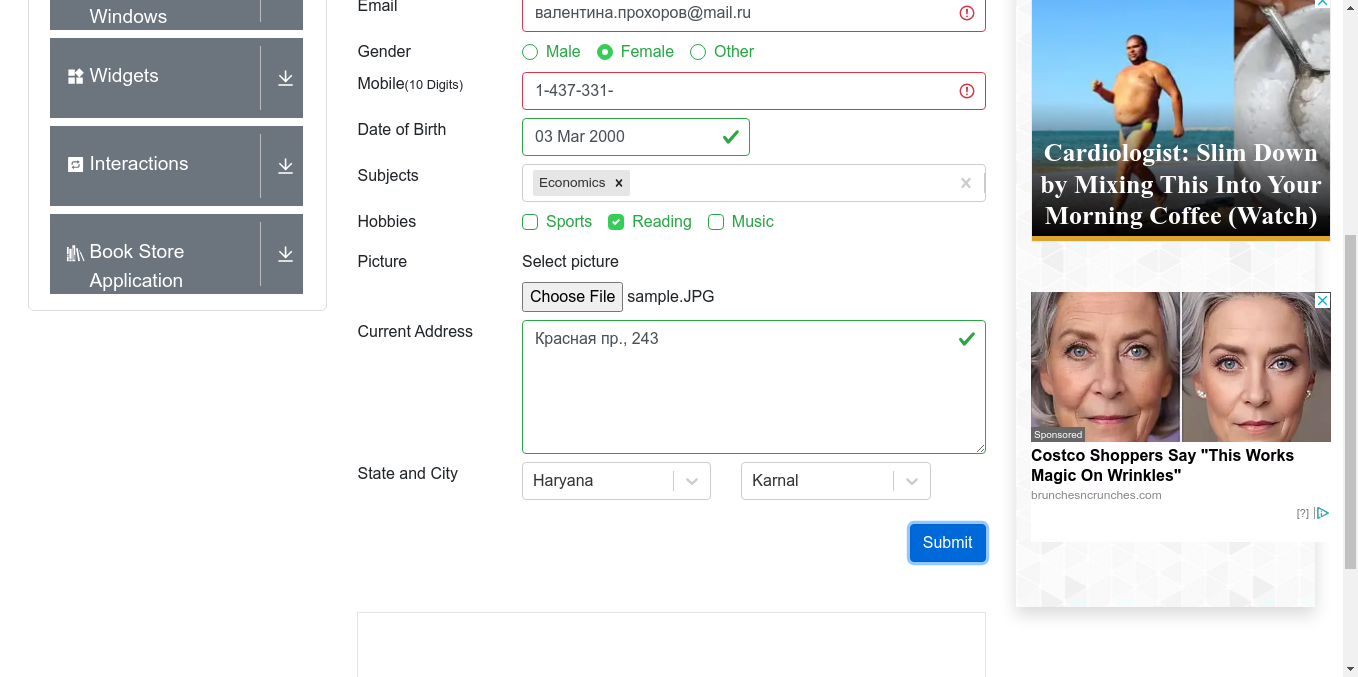 Windows
Widgets
Interactions
Book Store
Application
Email
валентина.прохоров@mail.ru
Gender
Male Female Other
Mobile(10 Digits)
1-437-331-
Date of Birth
03 Mar 2000
Subjects
Economics
Hobbies
Sports Reading Music
Picture
Select picture
Choose File sample.JPG
Current Address
Красная пр., 243
State and City
Haryana
Karnal
Submit
Cardiologist: Slim Down
by Mixing This Into Your
Morning Coffee (Watch)
Sponsored
Costco Shoppers Say "This Works
Magic On Wrinkles"
brunchesncrunches.com
[?]